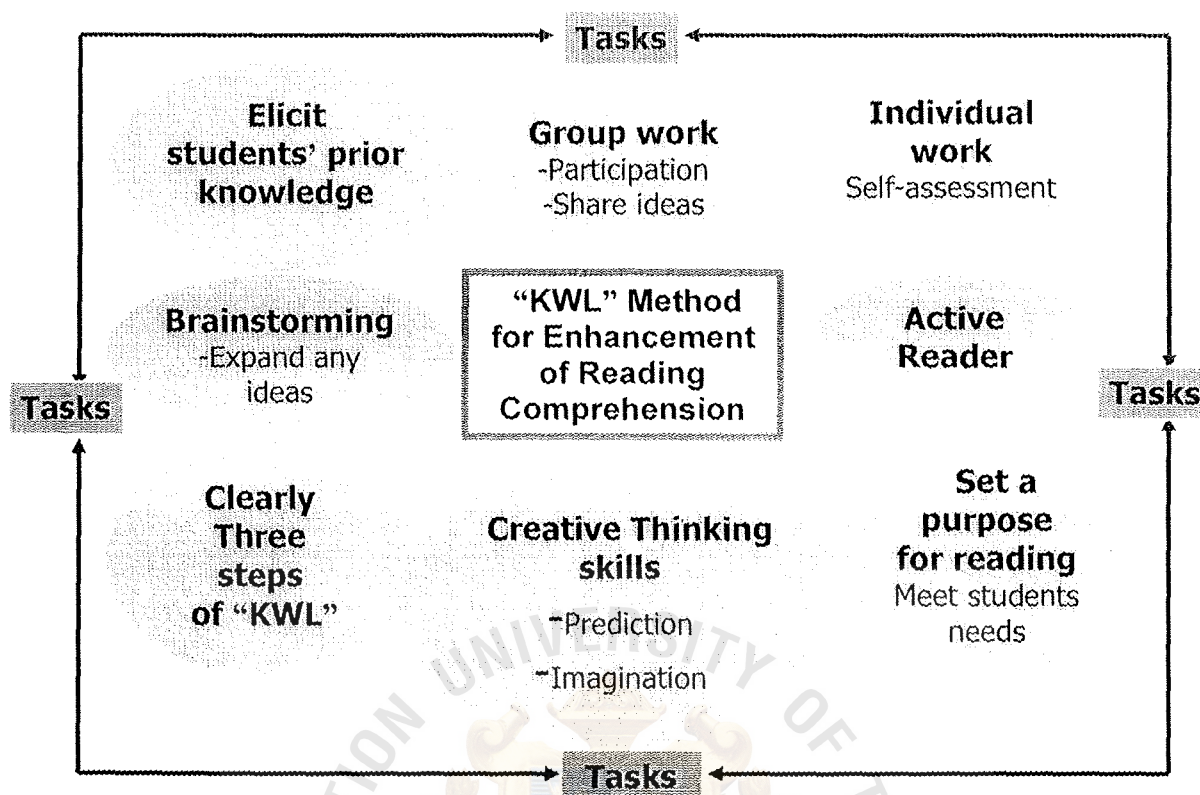 Tasks
Elicit
students’ prior
knowledge
Group work
-Participation
-Share ideas
Individual
work
Self-assessment
Brainstorming
-Expand any
ideas
“KWL” Method
for Enhancement
of Reading
Comprehension
Active
Reader
Tasks
Tasks
Clearly
Three
steps
of “KWL”
Creative Thinking
skills
-Prediction
-Imagination
Set a
purpose
for reading
Meet students
needs
UNIVERSITY OF
Tasks